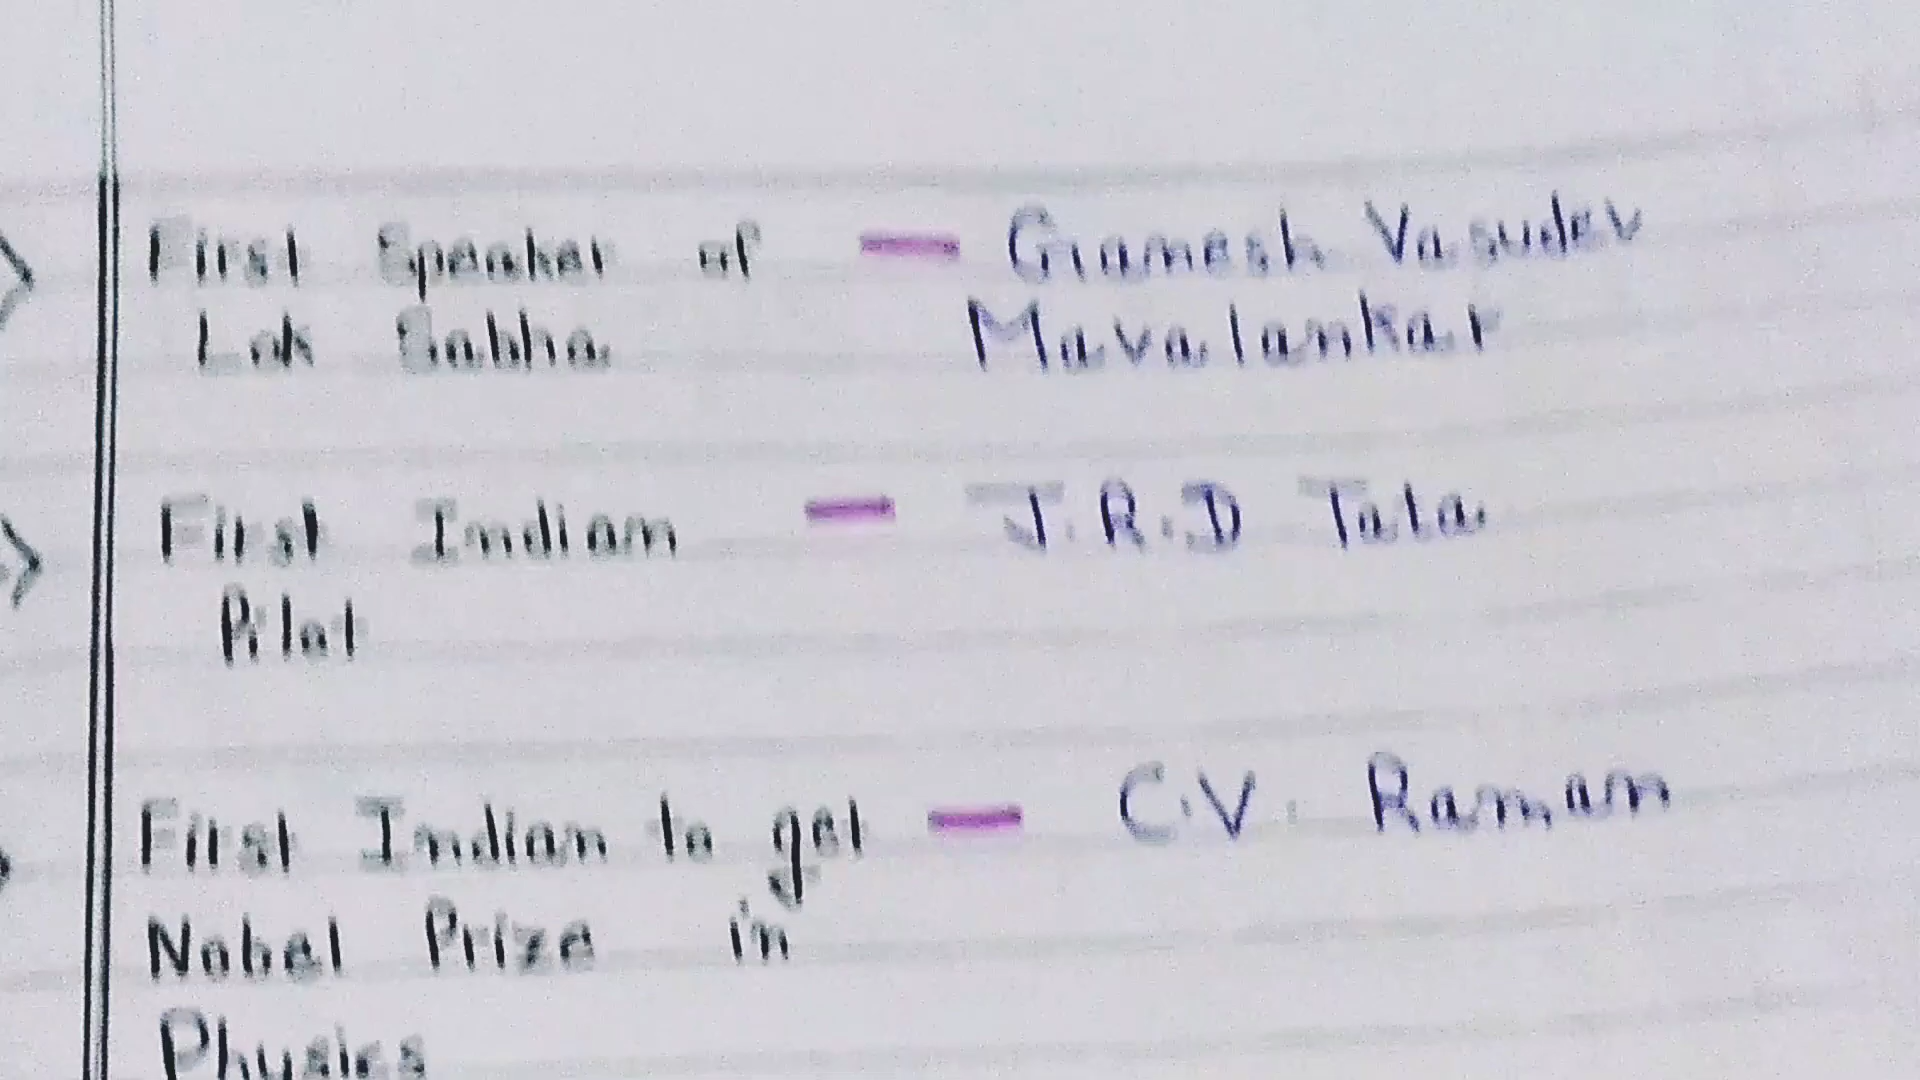 First Speaker of — Ganesh Vasudev
Lok Sabha Mavalankar
First Indian — J.R.D Tata
Pilot
First Indian to get — C.V. Raman
Nobel Prize in
Physics